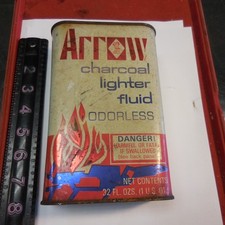 Arrow
charcoal
lighter
fluid
ODORLESS
DANGER!
HARMFUL OR FATAL
IF SWALLOWED
NET CONTENTS
32 FL. OZS. (1 U.S. QT.)
2
3
4
5
6
7
8